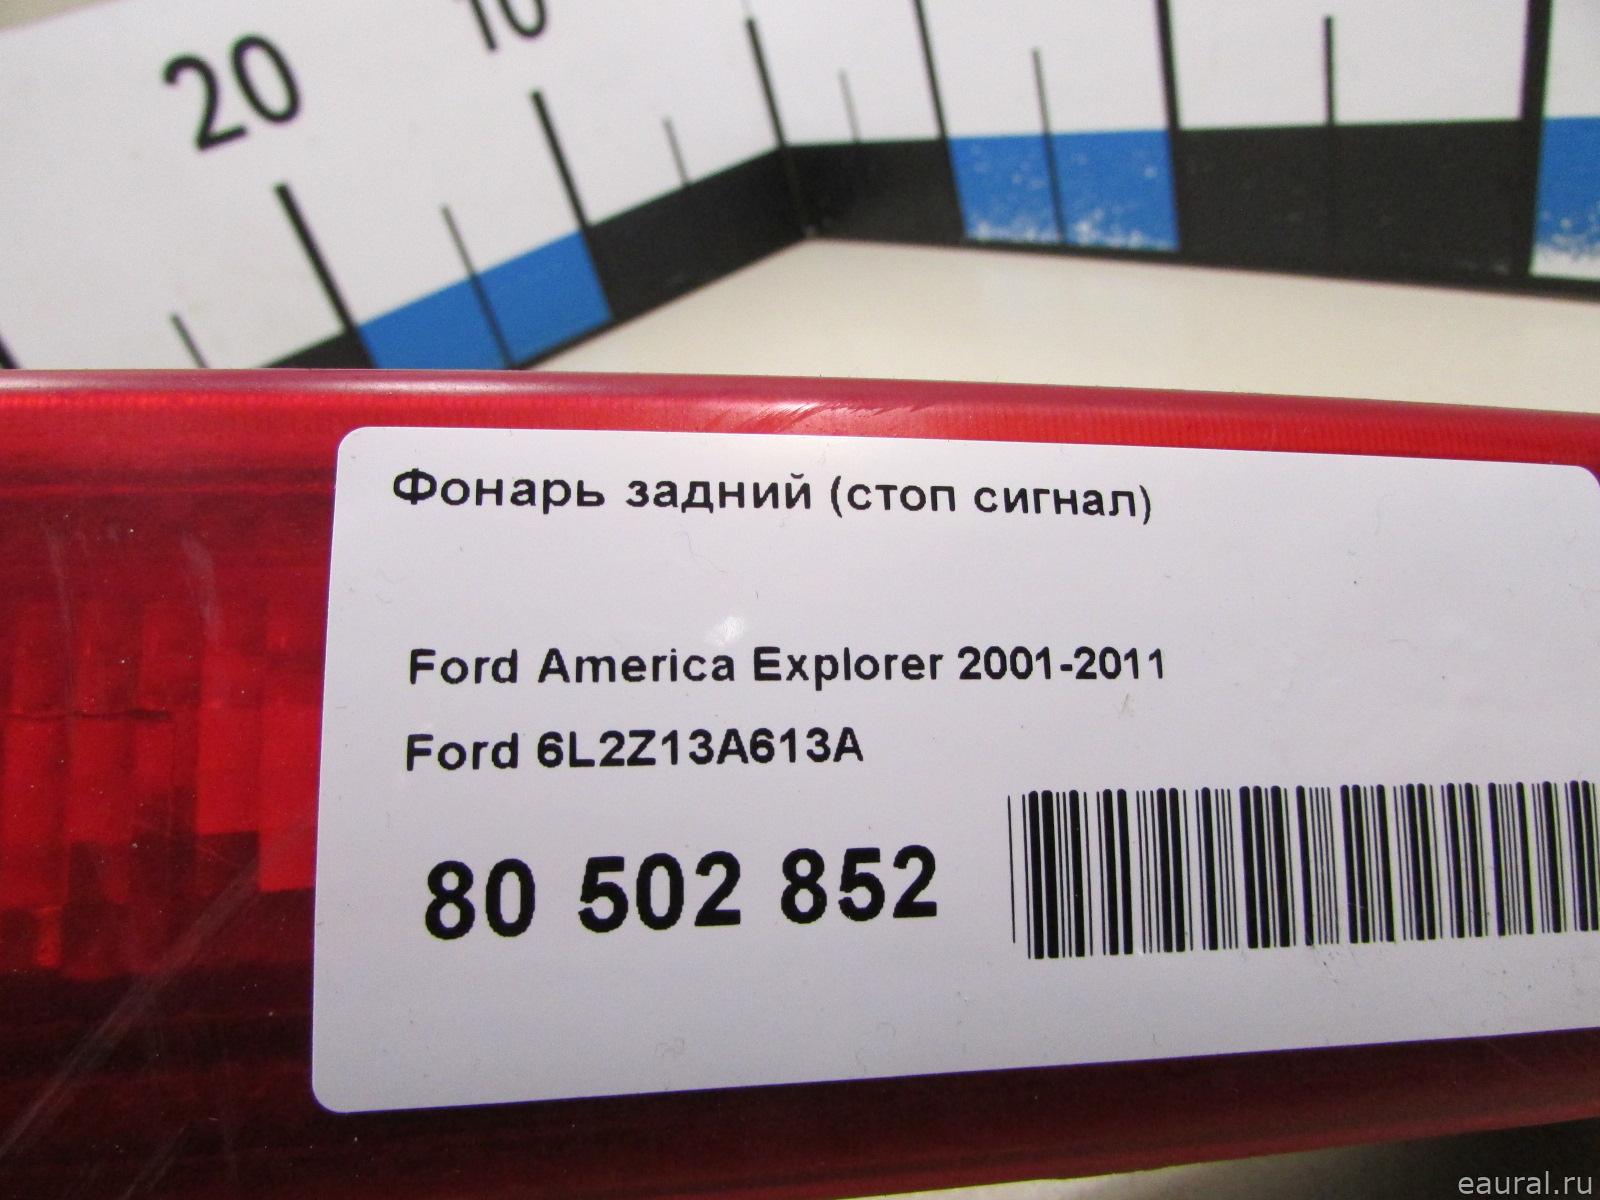 20
10
Фонарь задний (стоп сигнал)
Ford America Explorer 2001-2011
Ford 6L2Z13A613A
80 502 852
eaural.ru